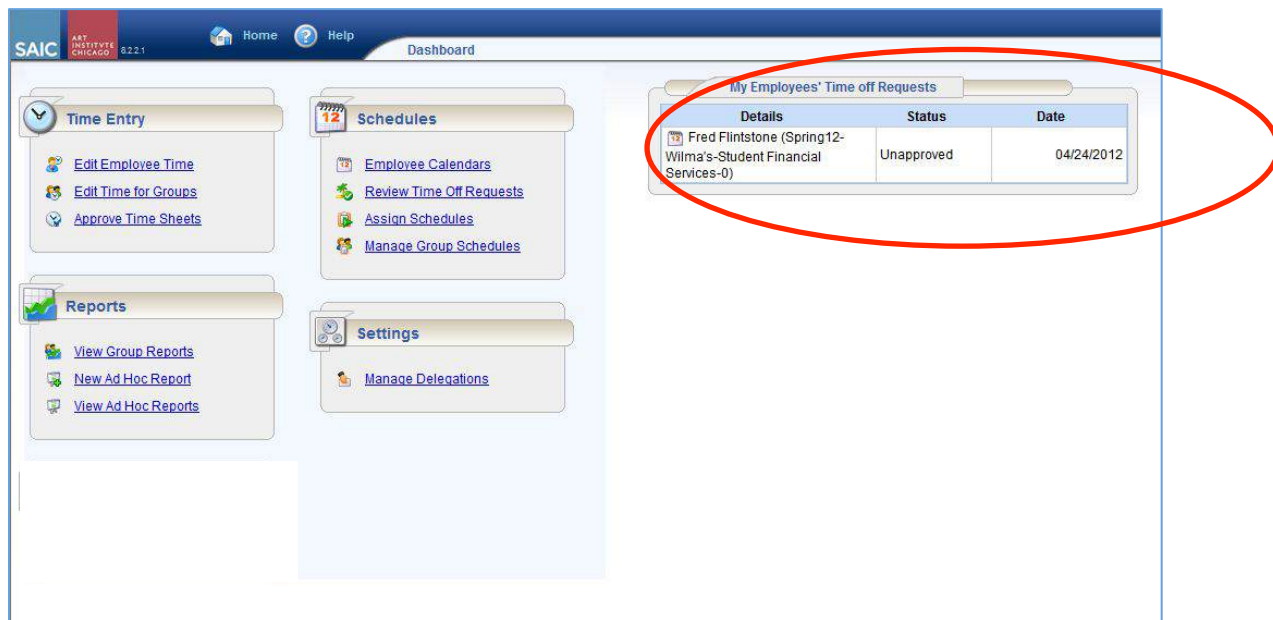 SAIC
ART
INSTITVTE
CHICAGO
8.2.2.1
Home
Help
Dashboard
Time Entry
Edit Employee Time
Edit Time for Groups
Approve Time Sheets
Reports
View Group Reports
New Ad Hoc Report
View Ad Hoc Reports
12
Schedules
Employee Calendars
Review Time Off Requests
Assign Schedules
Manage Group Schedules
Settings
Manage Delegations
My Employees' Time off Requests
Details Status Date
Fred Flintstone (Spring12-
Wilma's-Student Financial
Services-0)
Unapproved
04/24/2012